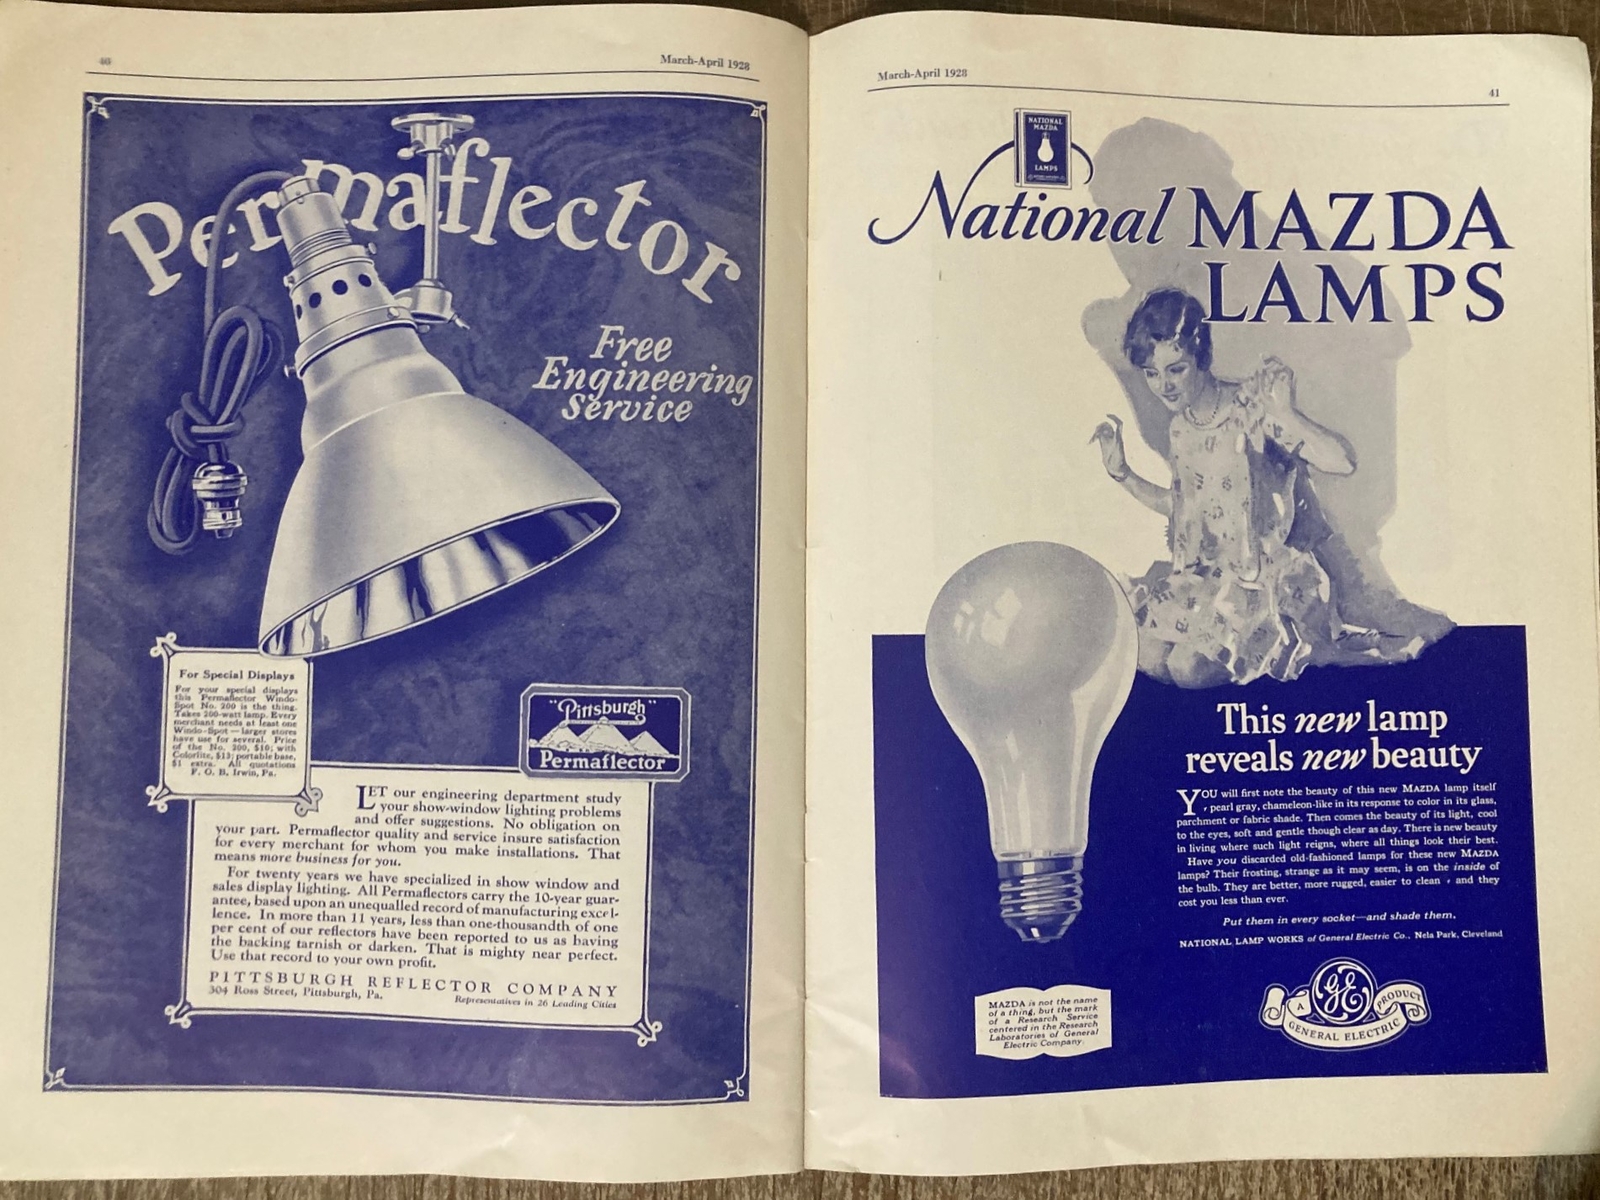 46
March-April 1928
Permaflector
Free
Engineering
Service
For Special Displays
For your special displays
this Permaflector Windo-
Spot No. 200 is the thing.
Takes 200-watt lamp. Every
merchant needs at least one
Windo-Spot — larger stores
have use for several. Price
of the No. 200, $10; with
Colorlite, $13; portable base,
$1 extra. All quotations
F. O. B. Irwin, Pa.
"Pittsburgh"
Permaflector
LET our engineering department study
your show-window lighting problems
and offer suggestions. No obligation on
your part. Permaflector quality and service insure satisfaction
for every merchant for whom you make installations. That
means more business for you.
For twenty years we have specialized in show window and
sales display lighting. All Permaflectors carry the 10-year guar-
antee, based upon an unequalled record of manufacturing excel-
lence. In more than 11 years, less than one-thousandth of one
per cent of our reflectors have been reported to us as having
the backing tarnish or darken. That is mighty near perfect.
Use that record to your own profit.
PITTSBURGH REFLECTOR COMPANY
304 Ross Street, Pittsburgh, Pa. Representatives in 26 Leading Cities
March-April 1928
41
NATIONAL
MAZDA
LAMPS
National MAZDA
LAMPS
This new lamp
reveals new beauty
YOU will first note the beauty of this new MAZDA lamp itself
, pearl gray, chameleon-like in its response to color in its glass,
parchment or fabric shade. Then comes the beauty of its light, cool
to the eyes, soft and gentle though clear as day. There is new beauty
in living where such light reigns, where all things look their best.
Have you discarded old-fashioned lamps for these new MAZDA
lamps? Their frosting, strange as it may seem, is on the inside of
the bulb. They are better, more rugged, easier to clean , and they
cost you less than ever.
Put them in every socket—and shade them.
NATIONAL LAMP WORKS of General Electric Co., Nela Park, Cleveland
MAZDA is not the name
of a thing, but the mark
of a Research Service
centered in the Research
Laboratories of General
Electric Company.
GE
A PRODUCT
GENERAL ELECTRIC